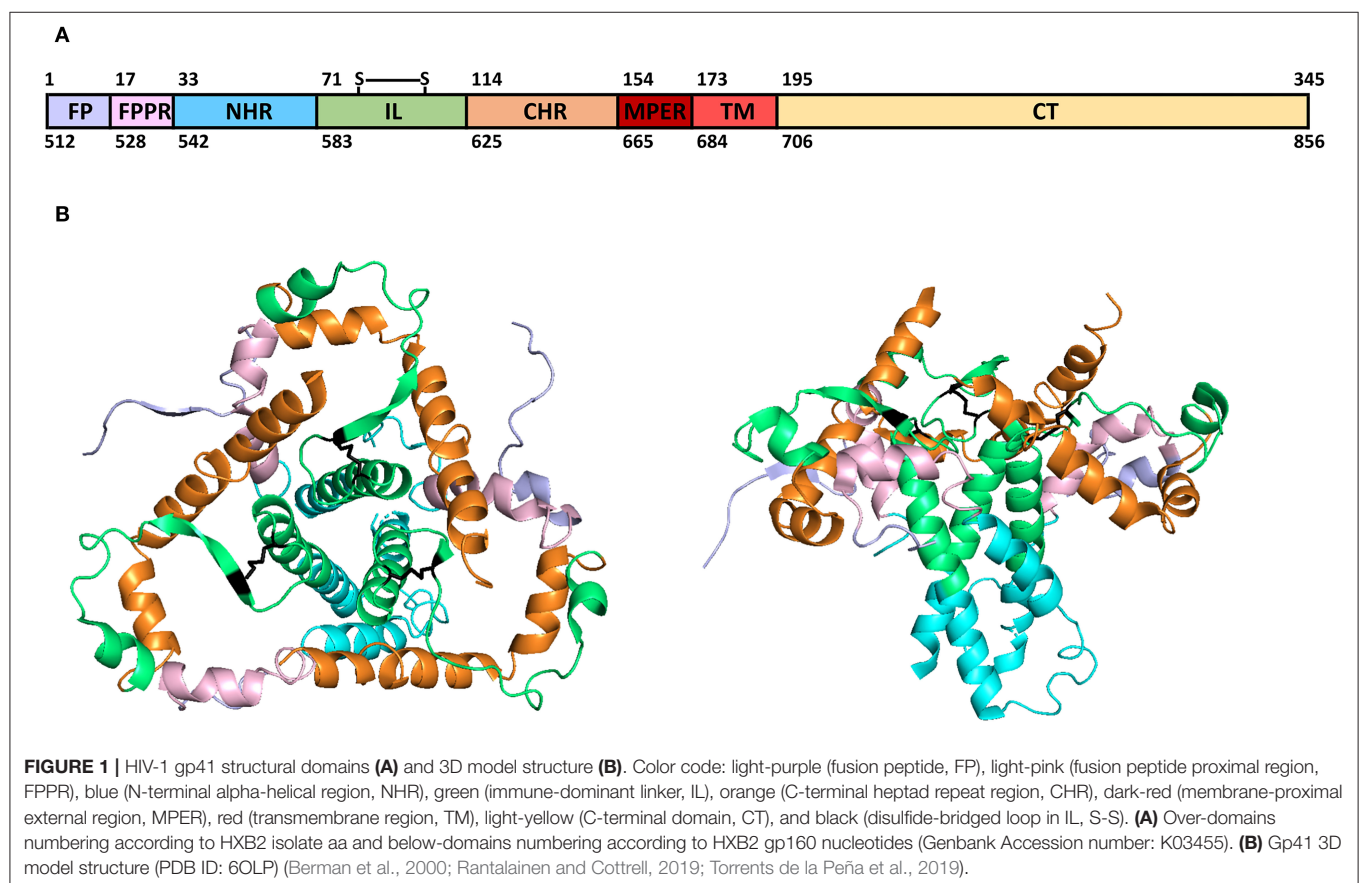 A
1 17 33 71 S S 114 154 173 195 345
FP FPPR NHR IL CHR MPER TM CT
512 528 542 583 625 665 684 706 856
B
FIGURE 1 | HIV-1 gp41 structural domains (A) and 3D model structure (B). Color code: light-purple (fusion peptide, FP), light-pink (fusion peptide proximal region,
FPPR), blue (N-terminal alpha-helical region, NHR), green (immune-dominant linker, IL), orange (C-terminal heptad repeat region, CHR), dark-red (membrane-proximal
external region, MPER), red (transmembrane region, TM), light-yellow (C-terminal domain, CT), and black (disulfide-bridged loop in IL, S-S). (A) Over-domains
numbering according to HXB2 isolate aa and below-domains numbering according to HXB2 gp160 nucleotides (Genbank Accession number: K03455). (B) Gp41 3D
model structure (PDB ID: 6OLP) (Berman et al., 2000; Rantalainen and Cottrell, 2019; Torrents de la Peña et al., 2019).